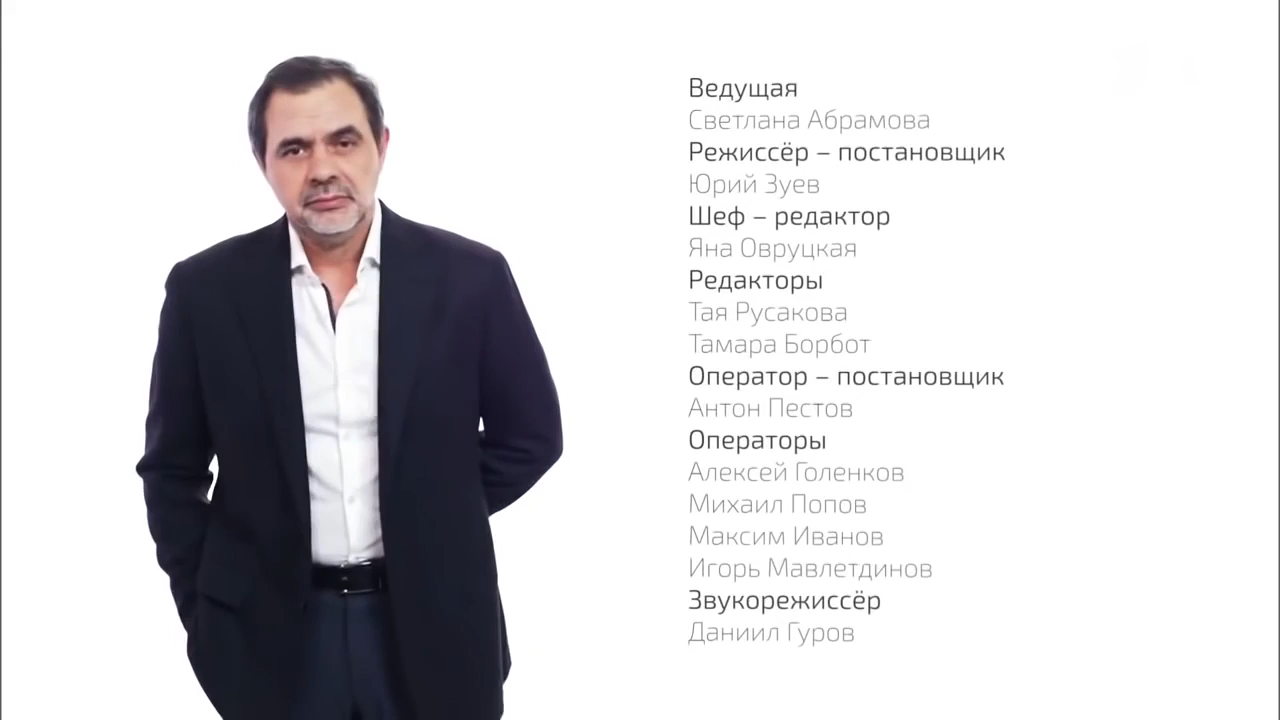 Ведущая
Светлана Абрамова
Режиссёр – постановщик
Юрий Зуев
Шеф – редактор
Яна Овруцкая
Редакторы
Тая Русакова
Тамара Борбот
Оператор – постановщик
Антон Пестов
Операторы
Алексей Голенков
Михаил Попов
Максим Иванов
Игорь Мавлетдинов
Звукорежиссёр
Даниил Гуров